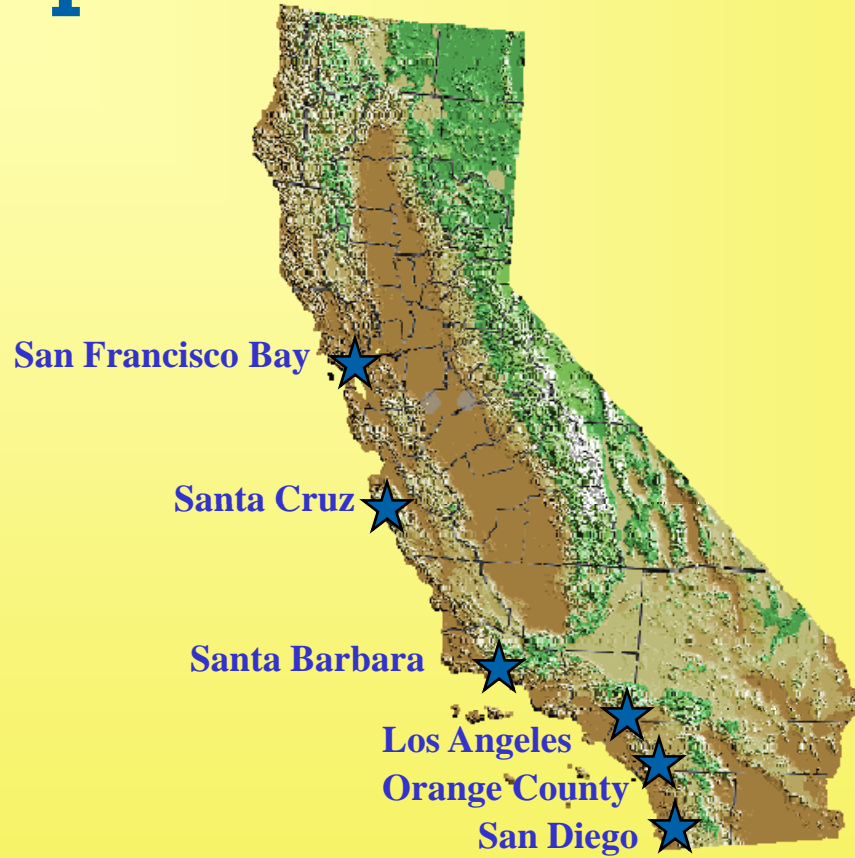 San Francisco Bay
Santa Cruz
Santa Barbara
Los Angeles
Orange County
San Diego